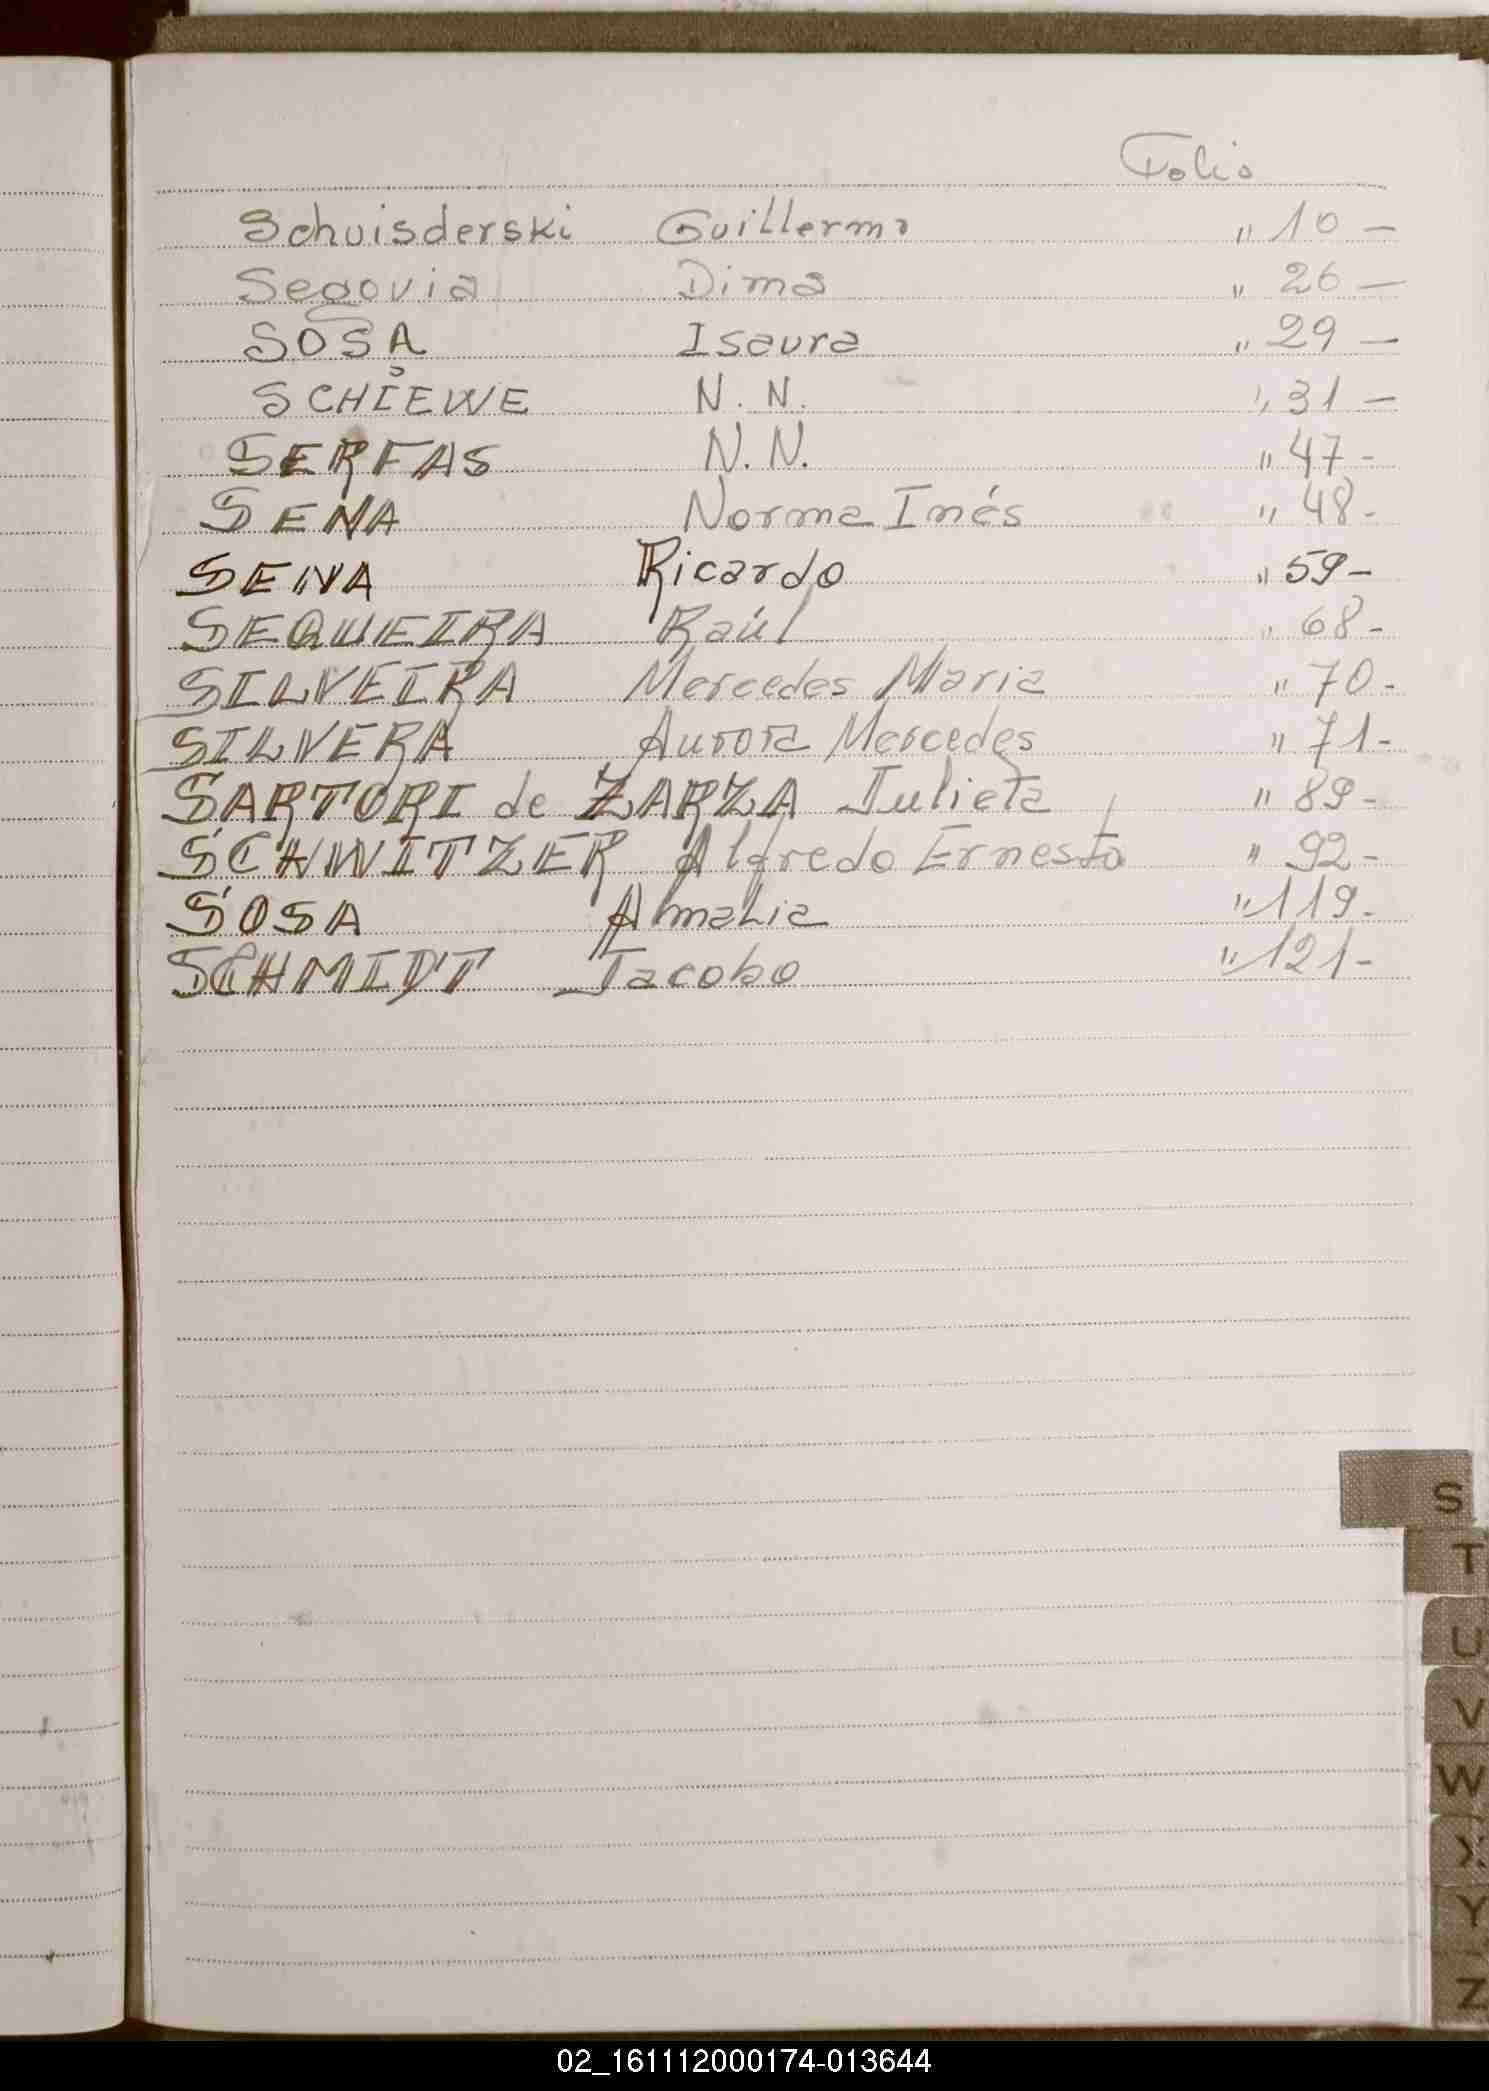 Folio
Schuisderski Guillermo " 10 -
Segovia Dima " 26 -
SOSA Isaura " 29 -
SCHIEWE N. N. " 31 -
SERFAS N. N. " 47 -
SENA Norma Inés " 48 -
SENA Ricardo " 59 -
SEQUEIRA Raúl " 68 -
SILVEIRA Mercedes Maria " 70 -
SILVERA Aurora Mercedes " 71 -
SARTORI de ZARZA Julieta " 89 -
SCHWITZER Alfredo Ernesto " 92 -
SOSA Amalia " 119 -
SCHMIDT Jacobo " 121 -
S
T
U
V
W
X
Y
Z
02_161112000174-013644